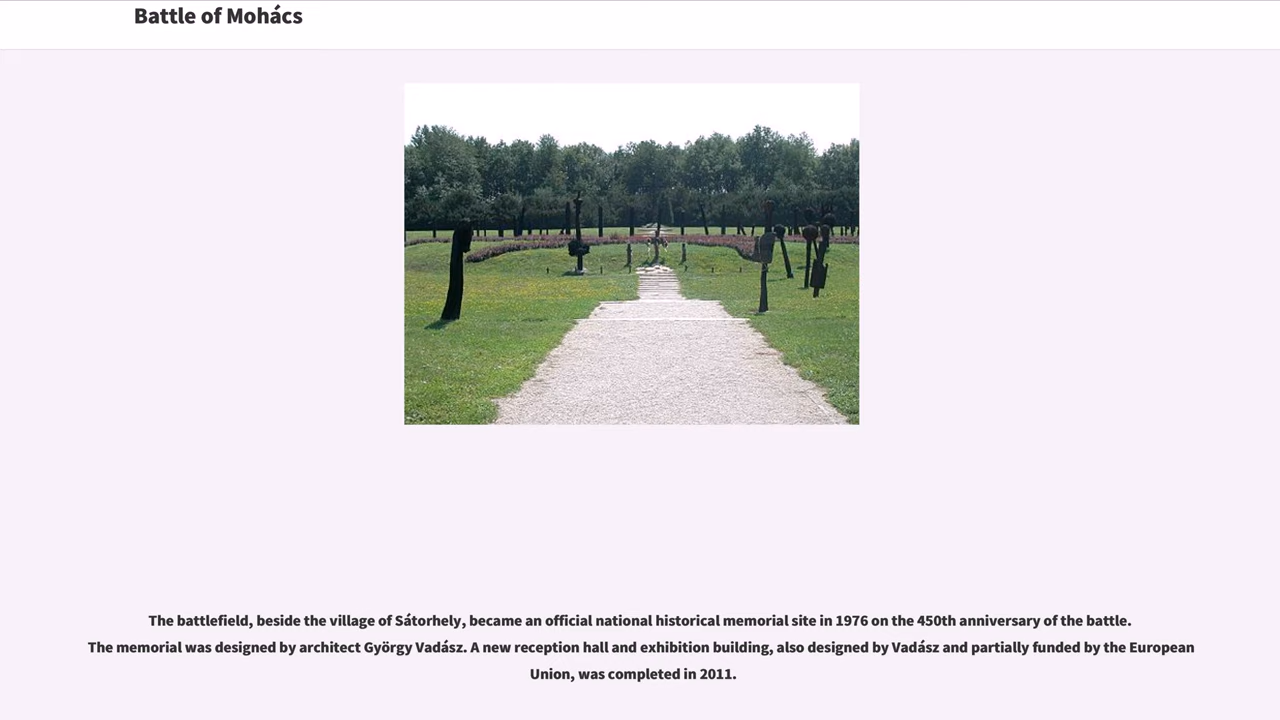 Battle of Mohács
The battlefield, beside the village of Sátorhely, became an official national historical memorial site in 1976 on the 450th anniversary of the battle.
The memorial was designed by architect György Vadász. A new reception hall and exhibition building, also designed by Vadász and partially funded by the European
Union, was completed in 2011.